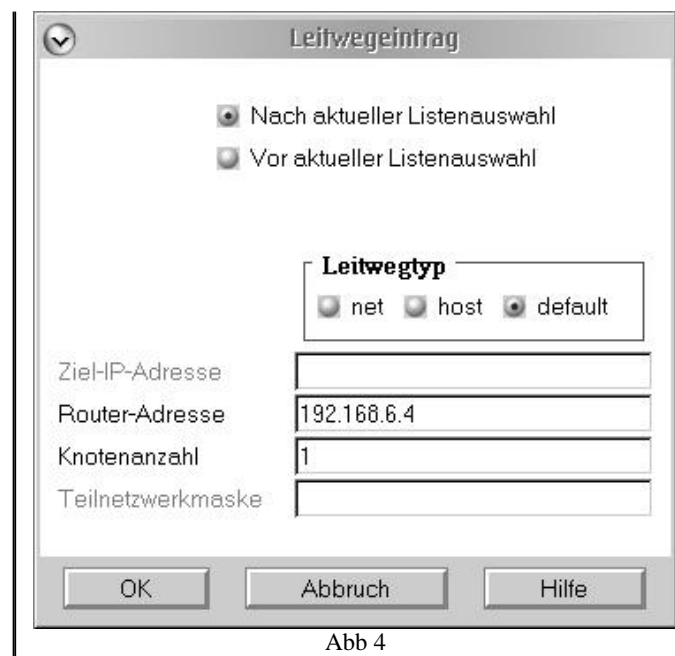 Leitwegeintrag
Nach aktueller Listenauswahl
Vor aktueller Listenauswahl
Leitwegtyp
net host default
Ziel-IP-Adresse
Router-Adresse 192.168.6.4
Knotenanzahl 1
Teilnetzwerkmaske
OK Abbruch Hilfe
Abb 4